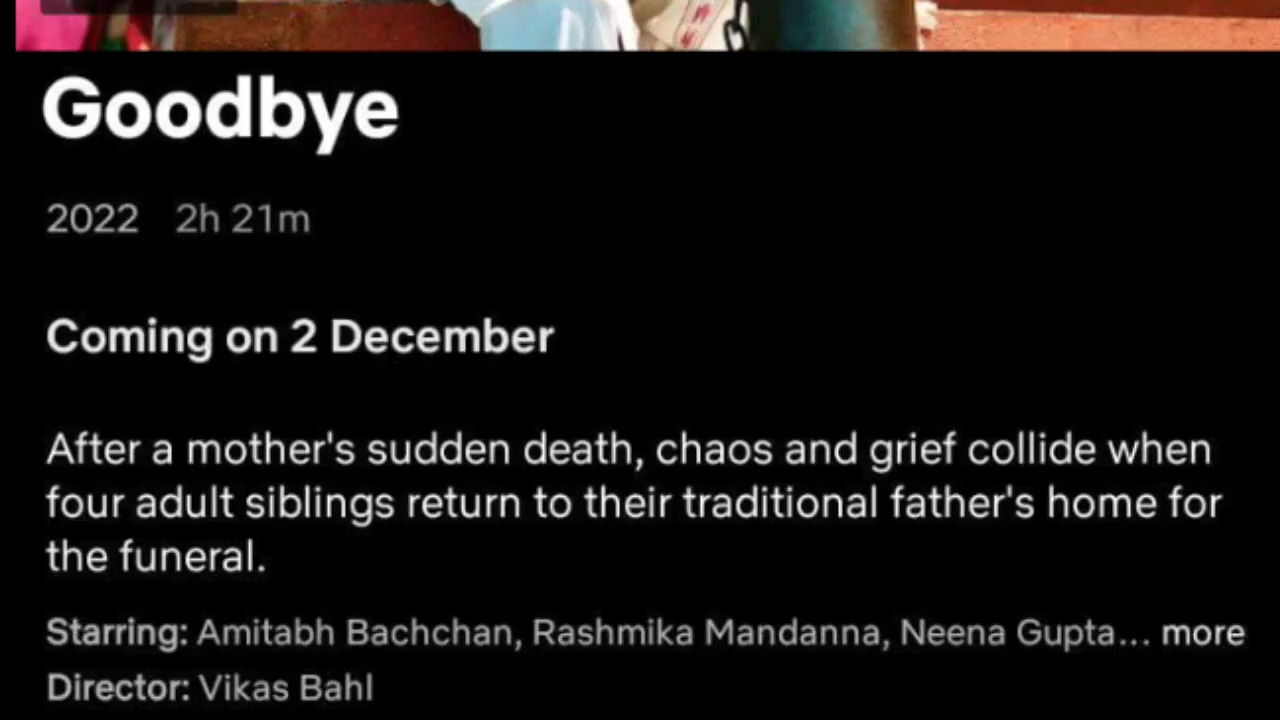 Goodbye
2022 2h 21m
Coming on 2 December
After a mother's sudden death, chaos and grief collide when
four adult siblings return to their traditional father's home for
the funeral.
Starring: Amitabh Bachchan, Rashmika Mandanna, Neena Gupta... more
Director: Vikas Bahl